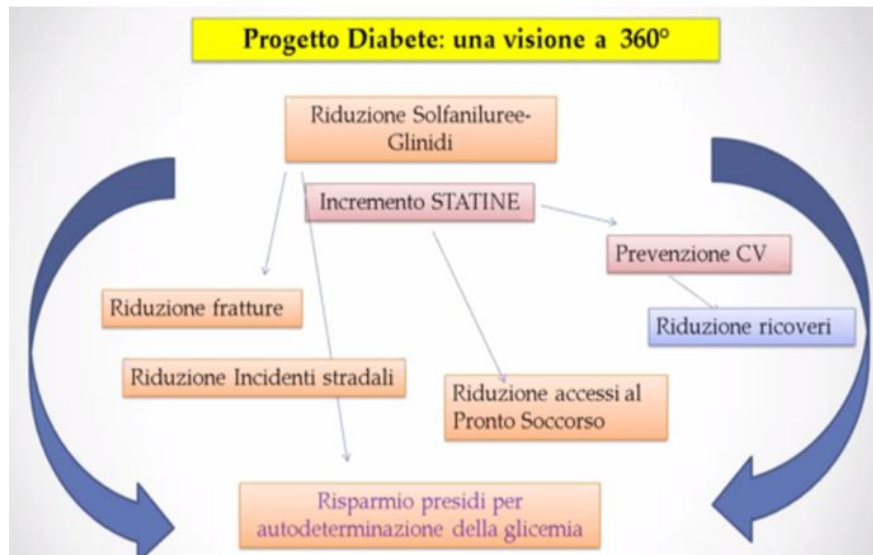 Progetto Diabete: una visione a 360°
Riduzione Solfaniluree-
Glinidi
Incremento STATINE
Prevenzione CV
Riduzione fratture
Riduzione ricoveri
Riduzione Incidenti stradali
Riduzione accessi al
Pronto Soccorso
Risparmio presidi per
autodeterminazione della glicemia